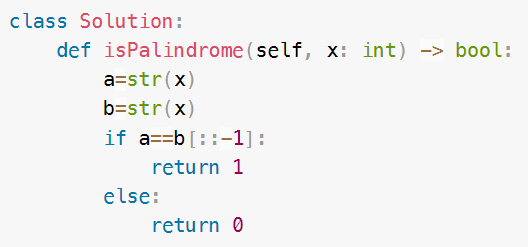 class Solution:
    def isPalindrome(self, x: int) -> bool:
        a=str(x)
        b=str(x)
        if a==b[::-1]:
            return 1
        else:
            return 0